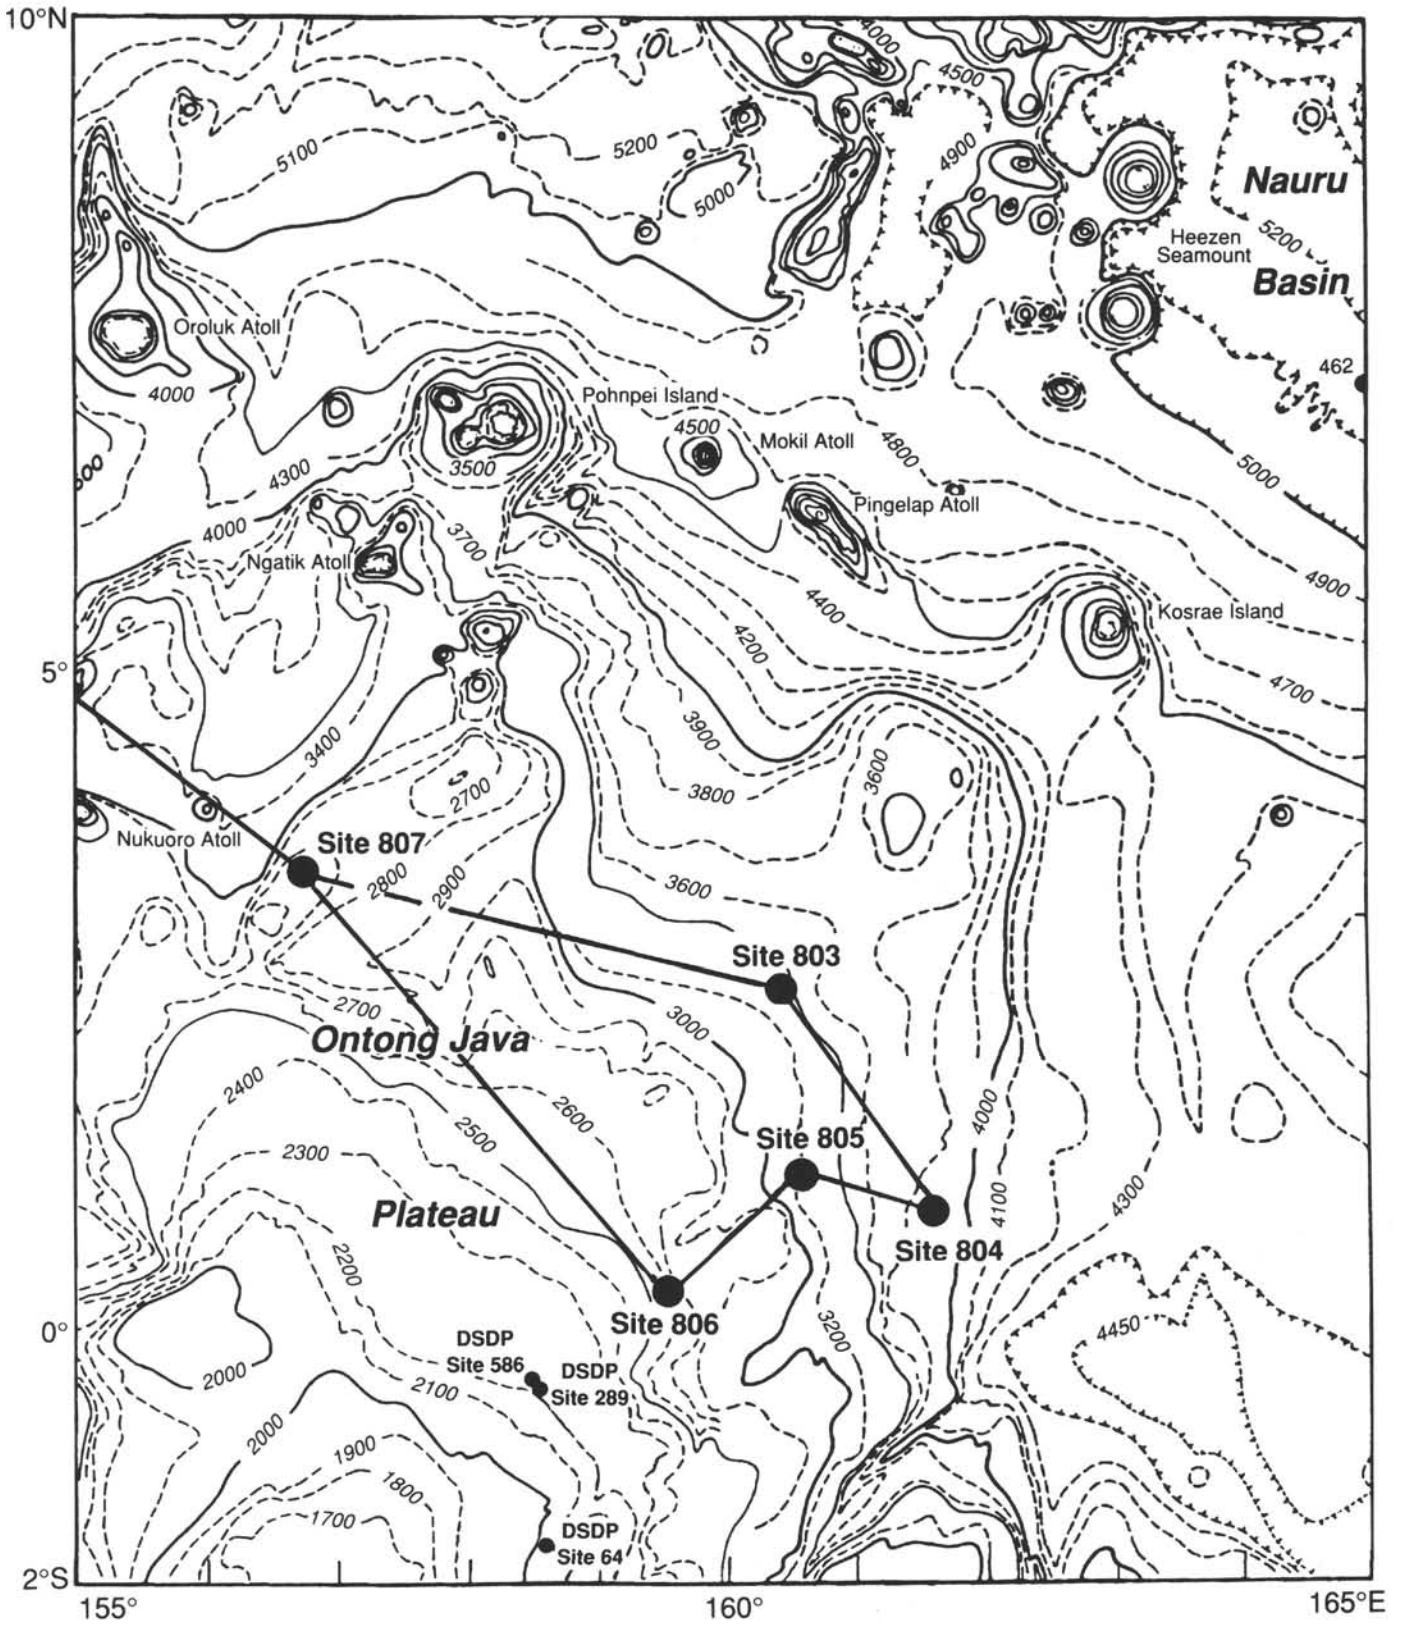 10°N
4000
4500
5100
5200
4900
5000
Nauru
5200
Heezen
Seamount
Basin
Oroluk Atoll
462
4000
Pohnpei Island
4500
Mokil Atoll
4800
3500
4300
5000
Pingelap Atoll
4000
3700
Ngatik Atoll
4900
4400
Kosrae Island
4200
5°
4700
3400
3900
3600
2700
3800
Nukuoro Atoll
Site 807
2800
2900
3600
Site 803
2700
3000
Ontong Java
2400
2600
4000
2500
Site 805
2300
4300
4100
Plateau
Site 804
2200
Site 806
0°
3200
4450
DSDP
Site 586
DSDP
Site 289
2000
2100
2000
1900
1800
1700
DSDP
Site 64
2°S
155°
160°
165°E